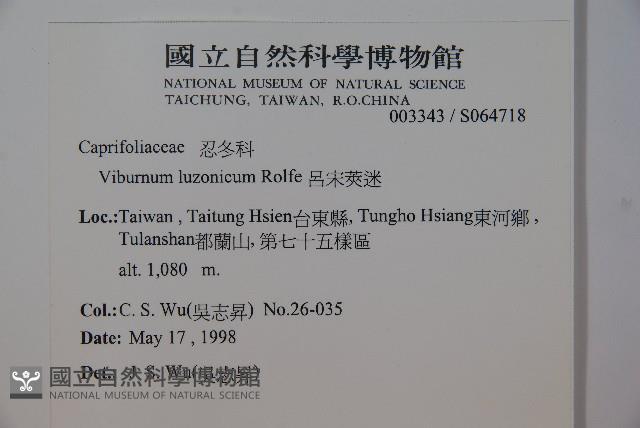 國立自然科學博物館
NATIONAL MUSEUM OF NATURAL SCIENCE
TAICHUNG, TAIWAN, R.O.CHINA
003343 / S064718
Caprifoliaceae 忍冬科
Viburnum luzonicum Rolfe 呂宋莢迷
Loc.:Taiwan , Taitung Hsien台東縣, Tungho Hsiang東河鄉 ,
Tulanshan都蘭山, 第七十五樣區
alt. 1,080 m.
Col.: C. S. Wu(吳志昇) No.26-035
Date: May 17 , 1998
Det.: S. Wu(
國立自然科學博物館
NATIONAL MUSEUM OF NATURAL SCIENCE